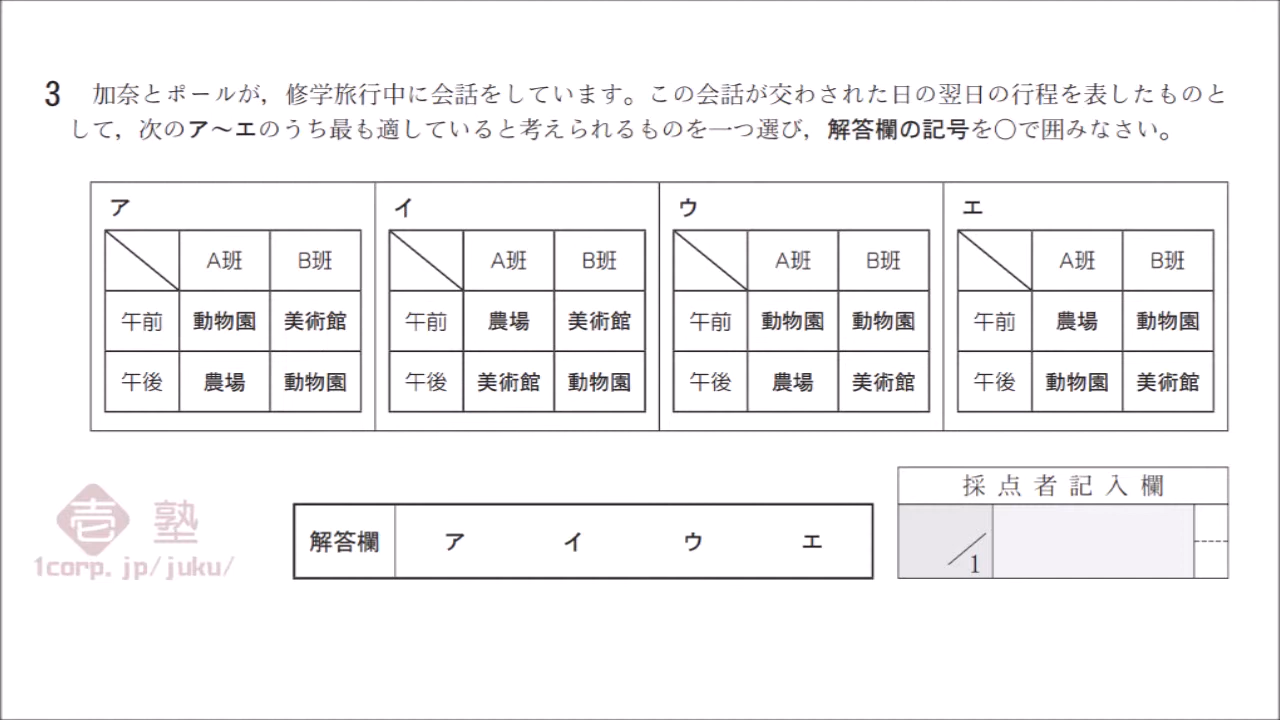 3 加奈とポールが，修学旅行中に会話をしています。この会話が交わされた日の翌日の行程を表したものと
して，次のア～エのうち最も適していると考えられるものを一つ選び，解答欄の記号を○で囲みなさい。
ア イ ウ エ
A班 B班 A班 B班 A班 B班 A班 B班
午前 動物園 美術館 午前 農場 美術館 午前 動物園 動物園 午前 農場 動物園
午後 農場 動物園 午後 美術館 動物園 午後 農場 美術館 午後 動物園 美術館
採点者記入欄
壱 塾
1corp.jp/juku/
解答欄 ア イ ウ エ
／1